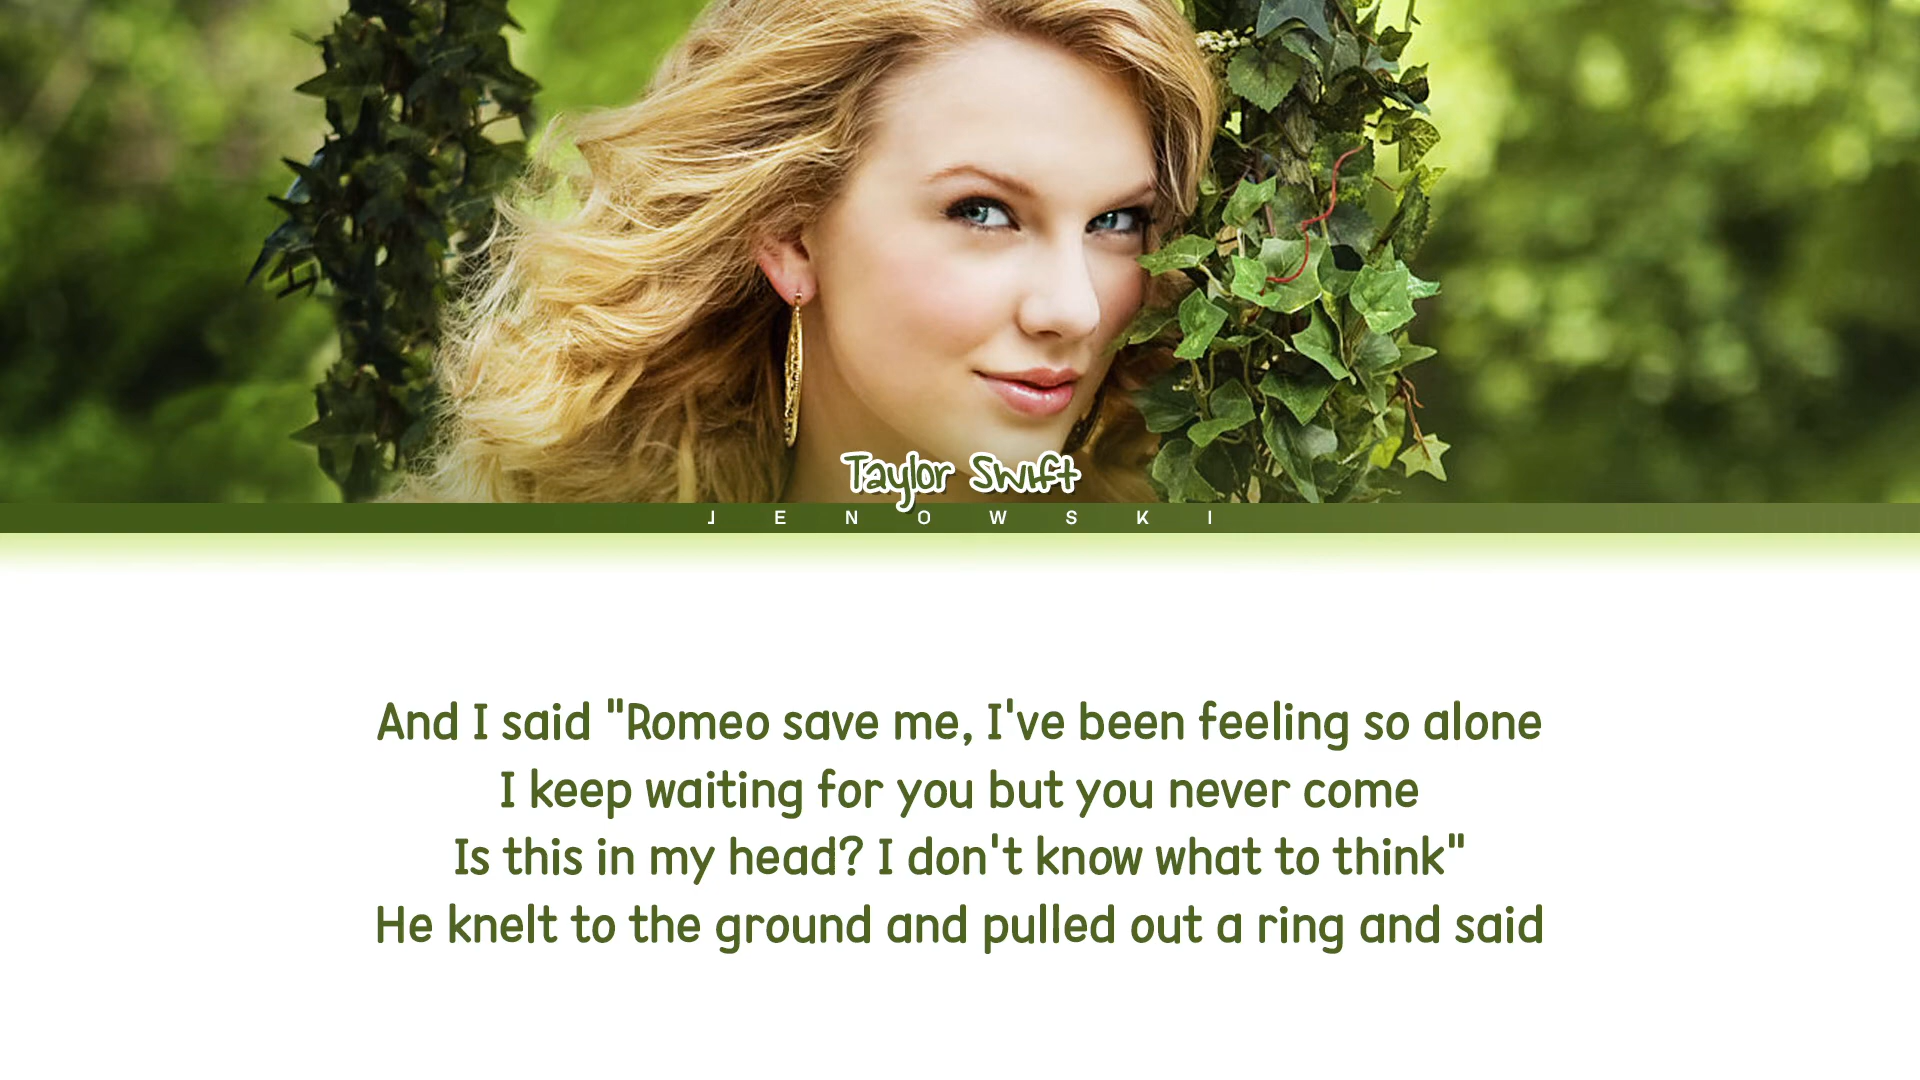 Taylor Swift
JENOWSKI
And I said "Romeo save me, I've been feeling so alone
I keep waiting for you but you never come
Is this in my head? I don't know what to think"
He knelt to the ground and pulled out a ring and said